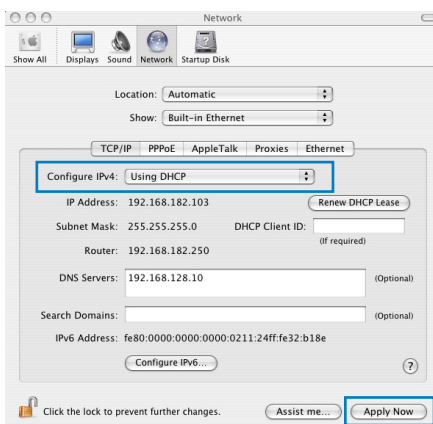 Network
Show All Displays Sound Network Startup Disk
Location: Automatic
Show: Built-in Ethernet
TCP/IP PPPoE AppleTalk Proxies Ethernet
Configure IPv4: Using DHCP
IP Address: 192.168.182.103 Renew DHCP Lease
Subnet Mask: 255.255.255.0 DHCP Client ID:
(If required)
Router: 192.168.182.250
DNS Servers: 192.168.128.10 (Optional)
Search Domains: (Optional)
IPv6 Address: fe80:0000:0000:0000:0211:24ff:fe32:b18e
Configure IPv6... ?
Click the lock to prevent further changes. Assist me... Apply Now